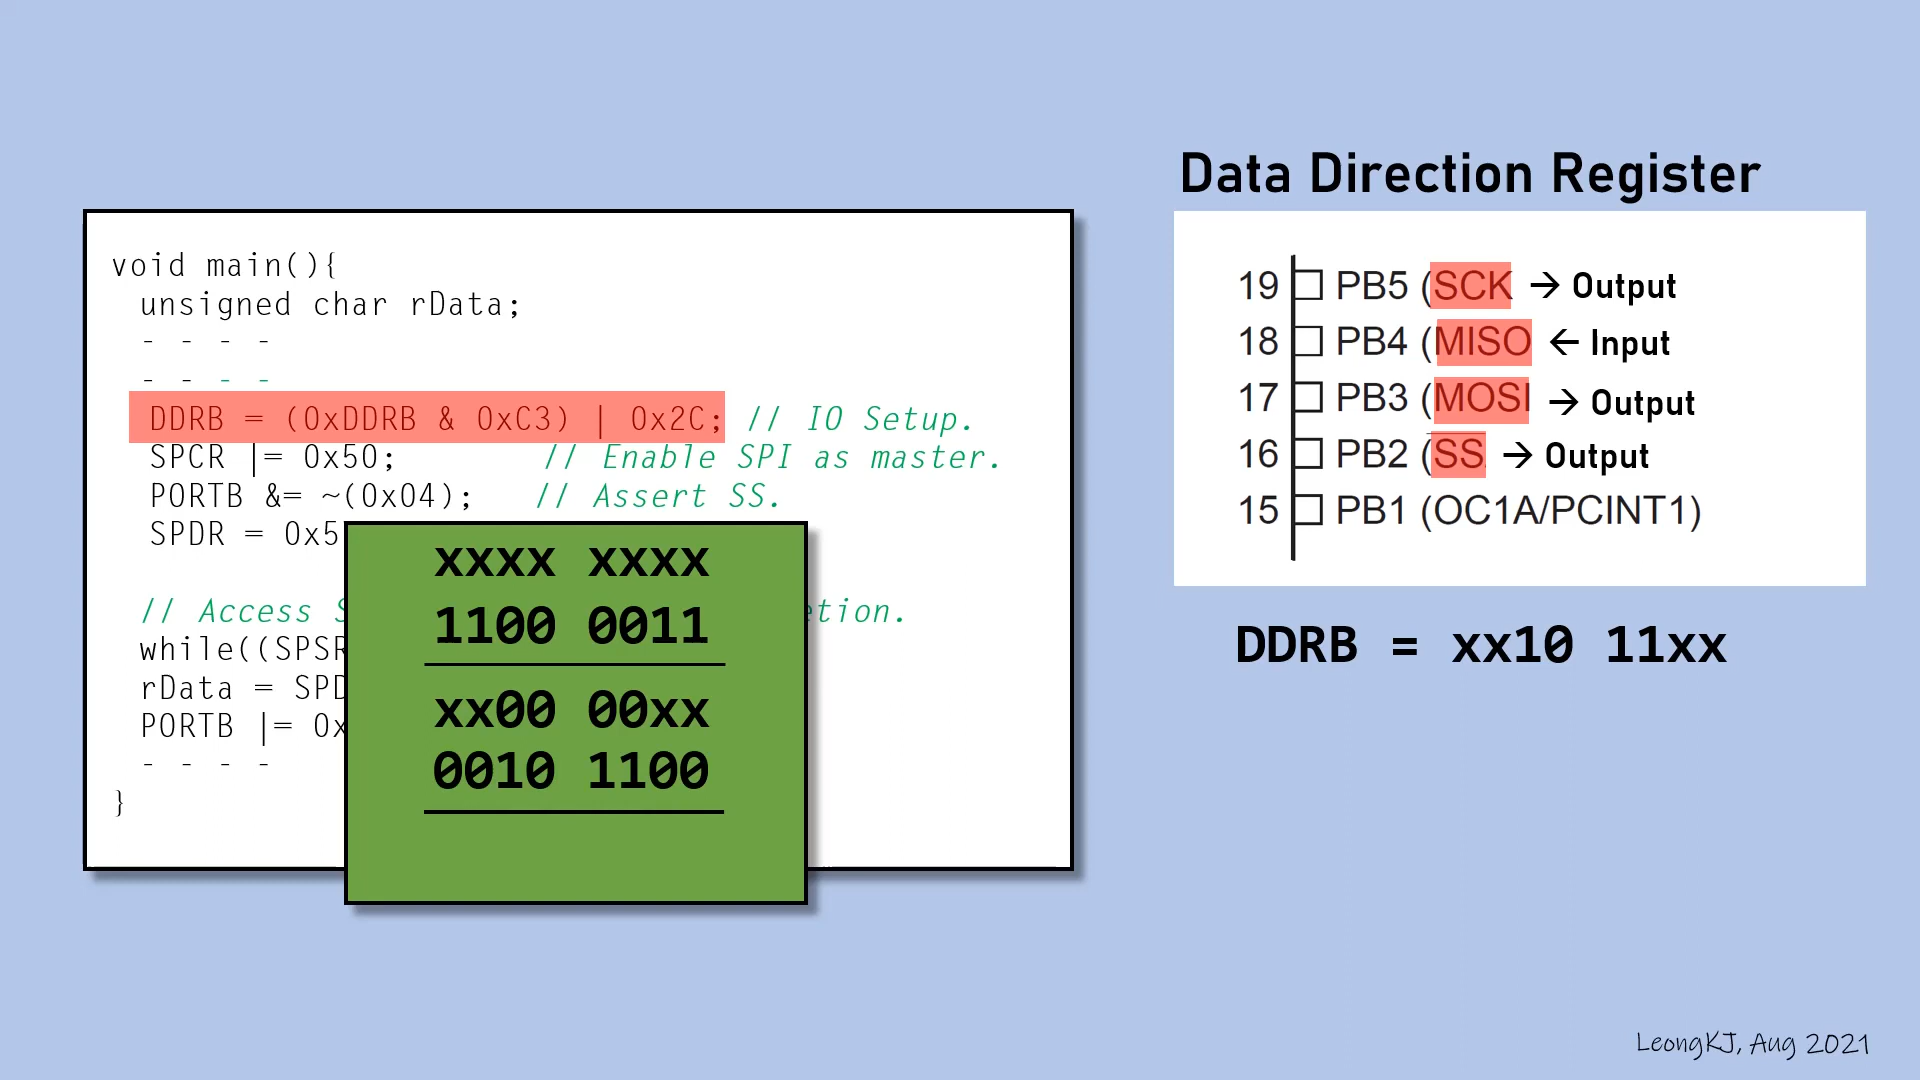 void main(){
unsigned char rData;
- - - -
- - - -
DDRB = (0xDDRB & 0xC3) | 0x2C; // IO Setup.
SPCR |= 0x50; // Enable SPI as master.
PORTB &= ~(0x04); // Assert SS.
SPDR = 0x5
// Access S etion.
while((SPSR
rData = SPD
PORTB |= 0x
- - - -
}
xxxx xxxx
1100 0011
xx00 00xx
0010 1100
Data Direction Register
19 PB5 (SCK → Output
18 PB4 (MISO ← Input
17 PB3 (MOSI → Output
16 PB2 (SS → Output
15 PB1 (OC1A/PCINT1)
DDRB = xx10 11xx
LeongKJ, Aug 2021